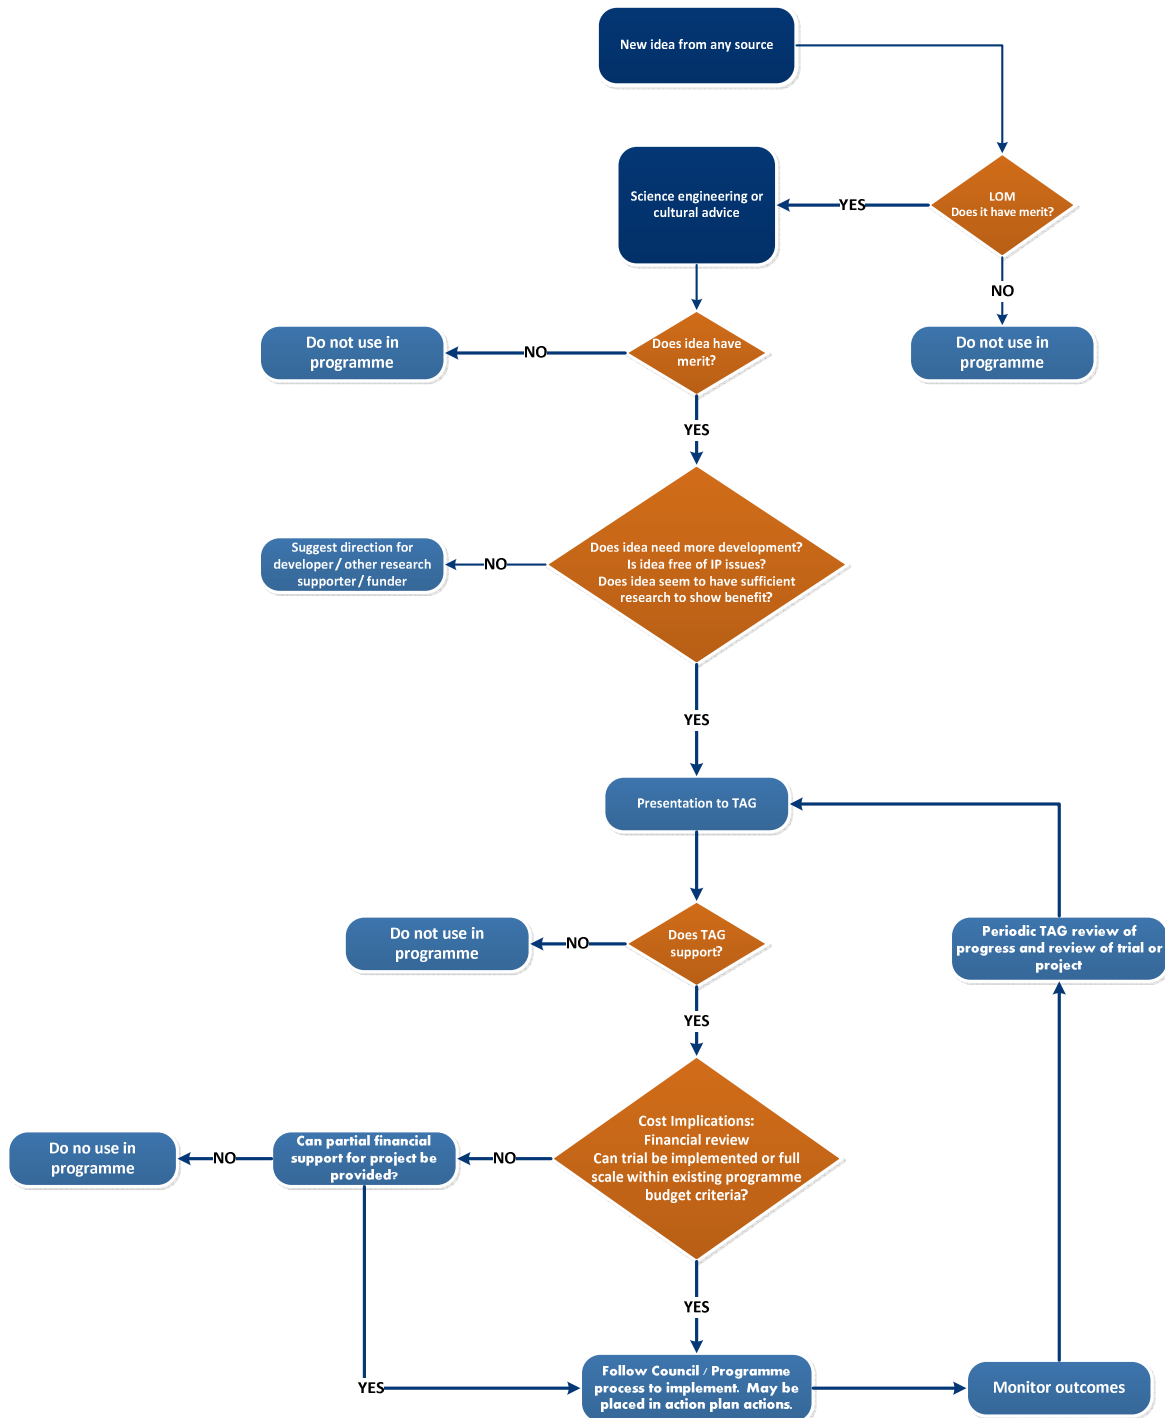 New idea from any source
LOM
Does it have merit?
YES
Science engineering or
cultural advice
NO
Do not use in
programme
Does idea have
merit?
NO
Do not use in
programme
YES
Does idea need more development?
Is idea free of IP issues?
Does idea seem to have sufficient
research to show benefit?
NO
Suggest direction for
developer / other research
supporter / funder
YES
Presentation to TAG
Does TAG
support?
NO
Do not use in
programme
Periodic TAG review of
progress and review of trial or
project
YES
Cost Implications:
Financial review
Can trial be implemented or full
scale within existing programme
budget criteria?
NO
Can partial financial
support for project be
provided?
NO
Do no use in
programme
YES
YES
Follow Council / Programme
process to implement. May be
placed in action plan actions.
Monitor outcomes